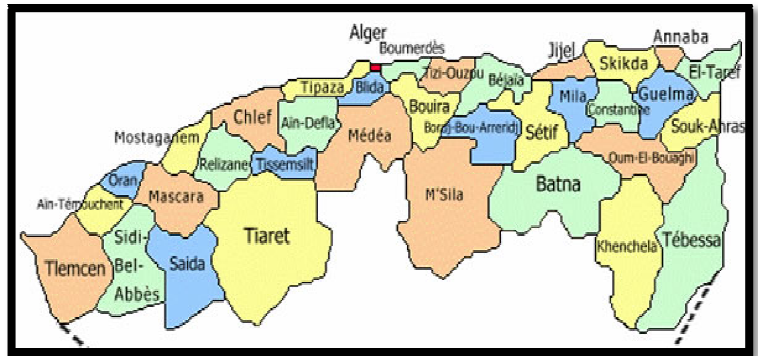 Alger
Boumerdès
Annaba
Jijel
Skikda
El-Taref
Tizi-Ouzou
Béjaïa
Tipaza
Blida
Bouira
Mila
Constantine
Guelma
Chlef
Aïn-Defla
Médéa
Bordj-Bou-Arreridj
Sétif
Souk-Ahras
Mostaganem
Relizane
Tissemsilt
Oum-El-Bouaghi
Oran
Mascara
M'Sila
Batna
Aïn-Témouchent
Tiaret
Khenchela
Tébessa
Tlemcen
Sidi-
Bel-
Abbès
Saida